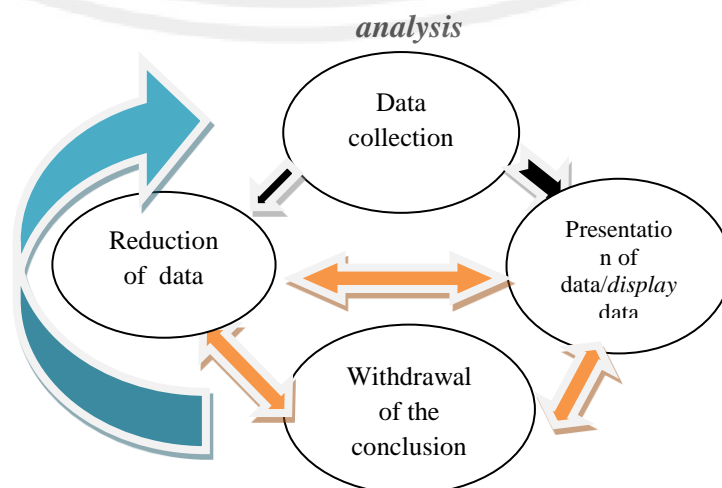 analysis
Data
collection
Reduction
of data
Presentatio
n of
data/display
data
Withdrawal
of the
conclusion